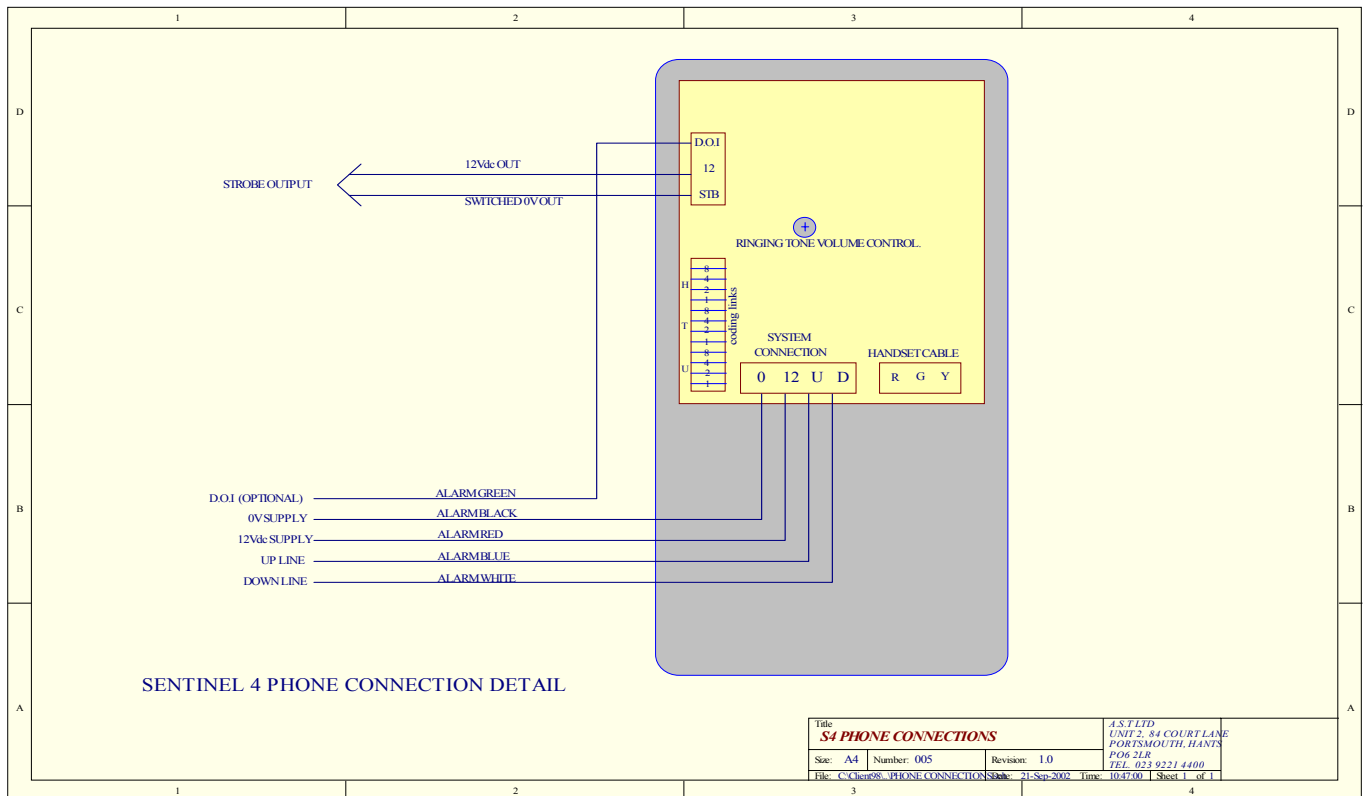 1 2 3 4
D D
D.O.I
12Vdc OUT
12
STROBE OUTPUT
STB
SWITCHED 0V OUT
RINGING TONE VOLUME CONTROL.
8
4
H
2
1
8
C C
coding links
T
4
2
1
SYSTEM
CONNECTION
HANDSET CABLE
8
4
U
2
1
0 12 U D
R G Y
D.O.I (OPTIONAL) ALARM GREEN
B B
0V SUPPLY ALARM BLACK
12Vdc SUPPLY ALARM RED
UP LINE ALARM BLUE
DOWN LINE ALARM WHITE
SENTINEL 4 PHONE CONNECTION DETAIL
A A
Title
S4 PHONE CONNECTIONS
A.S.T LTD
UNIT 2, 84 COURT LANE
PORTSMOUTH, HANTS
PO6 2LR
TEL. 023 9221 4400
Size: A4 Number: 005 Revision: 1.0
File: C:\Client98\..\PHONE CONNECTIONS Date: 21-Sep-2002 Time: 10:47:00 Sheet 1 of 1
1 2 3 4